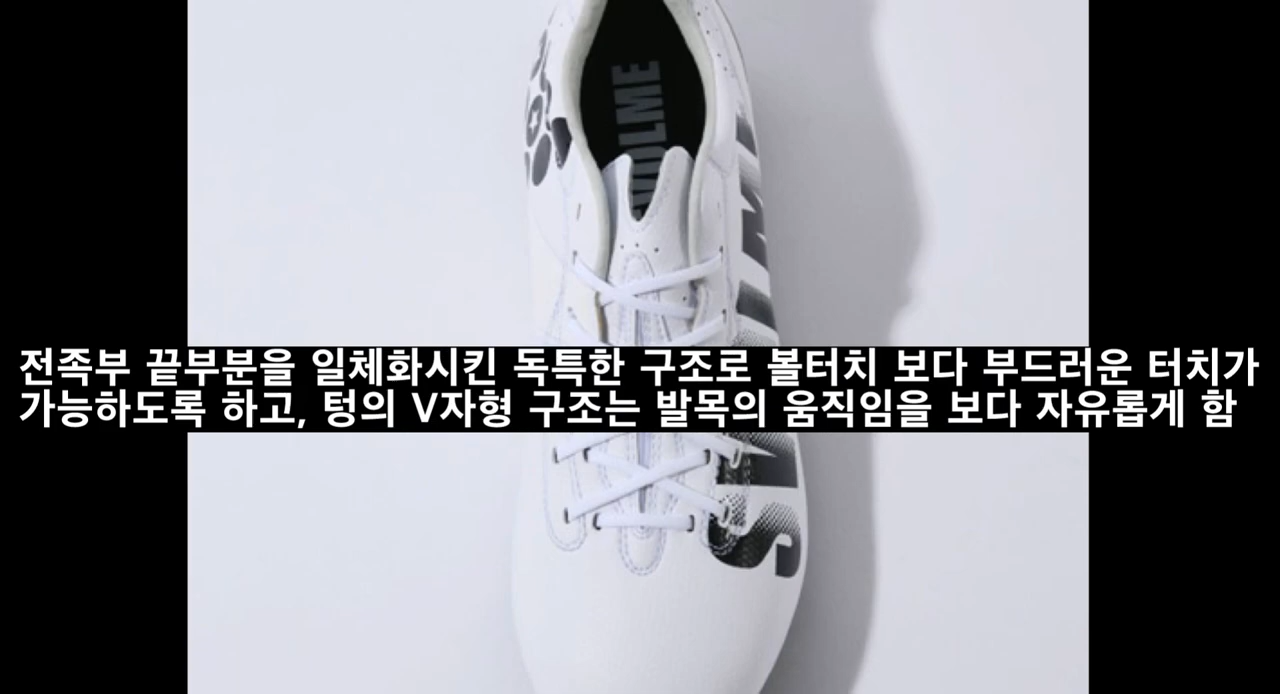 전족부 끝부분을 일체화시킨 독특한 구조로 볼터치 보다 부드러운 터치가
가능하도록 하고, 텅의 V자형 구조는 발목의 움직임을 보다 자유롭게 함